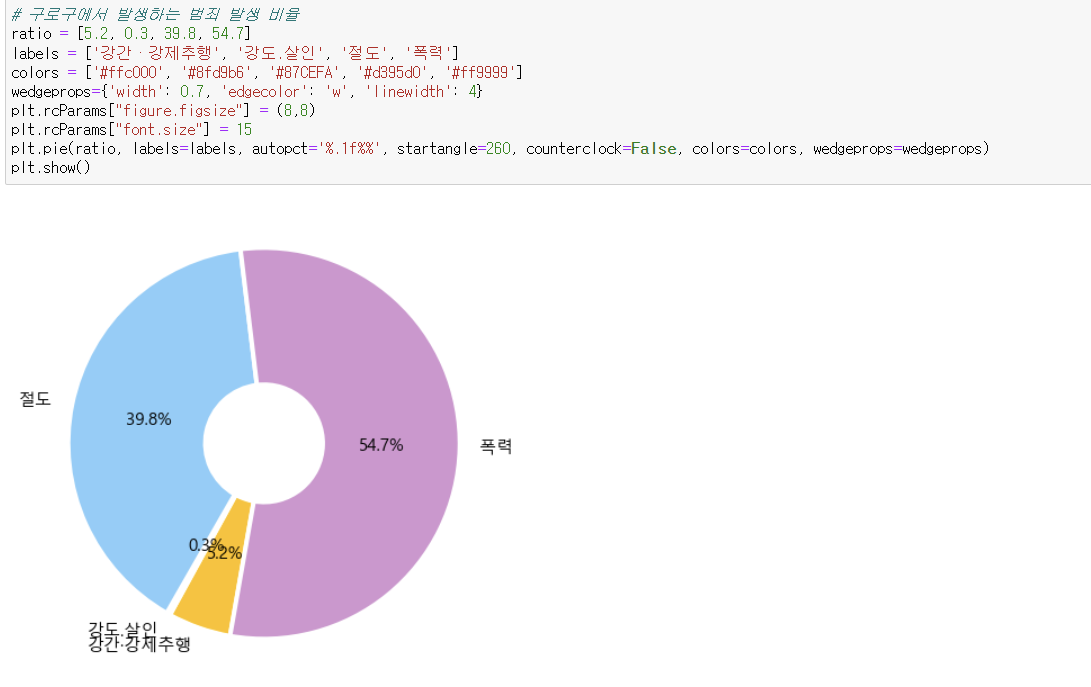 # 구로구에서 발생하는 범죄 발생 비율
ratio = [5.2, 0.3, 39.8, 54.7]
labels = ['강간·강제추행', '강도.살인', '절도', '폭력']
colors = ['#ffc000', '#8fd9b6', '#87CEFA', '#d395d0', '#ff9999']
wedgeprops={'width': 0.7, 'edgecolor': 'w', 'linewidth': 4}
plt.rcParams["figure.figsize"] = (8,8)
plt.rcParams["font.size"] = 15
plt.pie(ratio, labels=labels, autopct='%.1f%%', startangle=260, counterclock=False, colors=colors, wedgeprops=wedgeprops)
plt.show()
절도
39.8%
54.7%
폭력
0.3%
5.2%
강도.살인
강간·강제추행